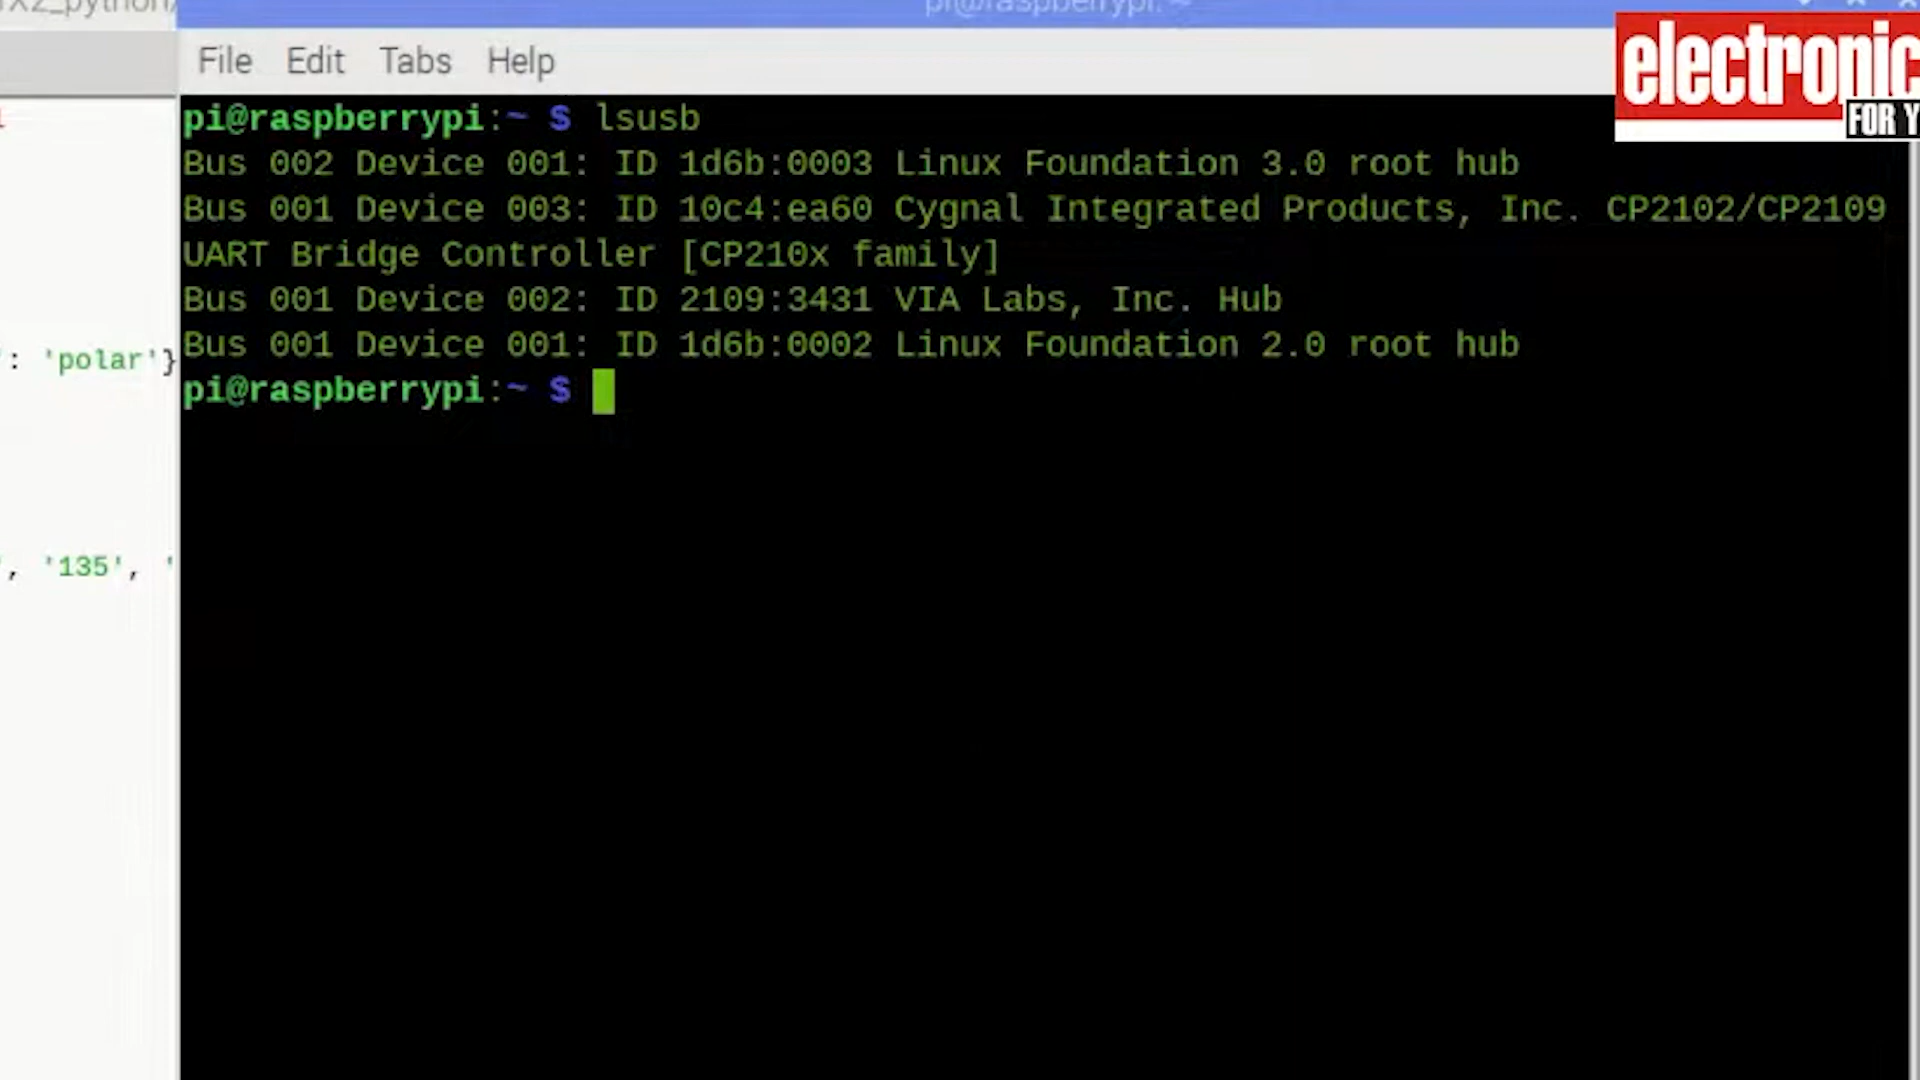 X2_python/
pi@raspberrypi: ~
File Edit Tabs Help
electronic
FOR Y
pi@raspberrypi:~ $ lsusb
Bus 002 Device 001: ID 1d6b:0003 Linux Foundation 3.0 root hub
Bus 001 Device 003: ID 10c4:ea60 Cygnal Integrated Products, Inc. CP2102/CP2109
UART Bridge Controller [CP210x family]
Bus 001 Device 002: ID 2109:3431 VIA Labs, Inc. Hub
Bus 001 Device 001: ID 1d6b:0002 Linux Foundation 2.0 root hub
pi@raspberrypi:~ $
': 'polar'}
', '135', '